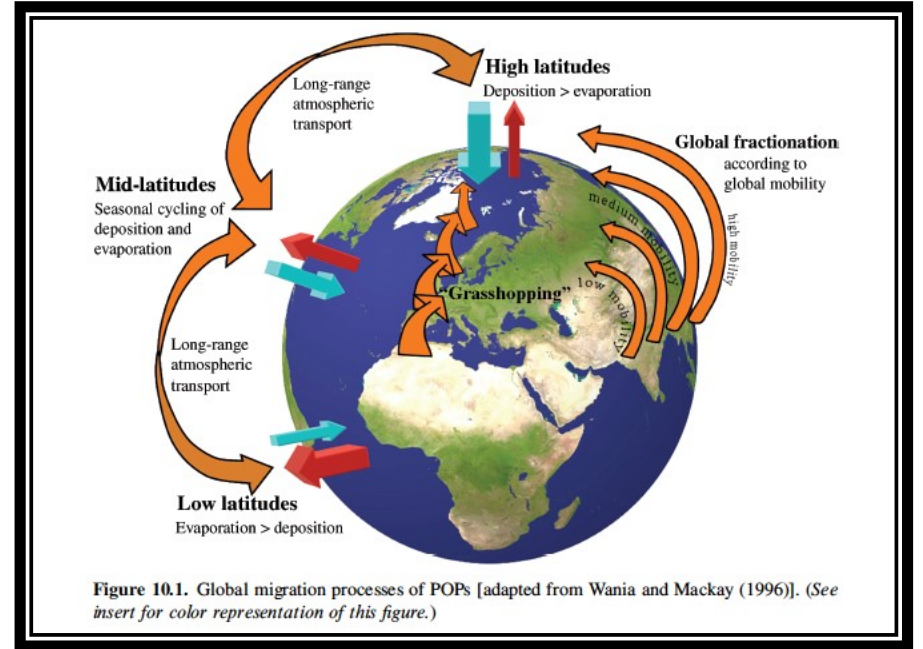 High latitudes
Deposition > evaporation
Long-range
atmospheric
transport
Global fractionation
according to
global mobility
Mid-latitudes
Seasonal cycling of
deposition and
evaporation
medium mobility
high mobility
"Grasshopping"
low mobility
Long-range
atmospheric
transport
Low latitudes
Evaporation > deposition
Figure 10.1. Global migration processes of POPs [adapted from Wania and Mackay (1996)]. (See
insert for color representation of this figure.)